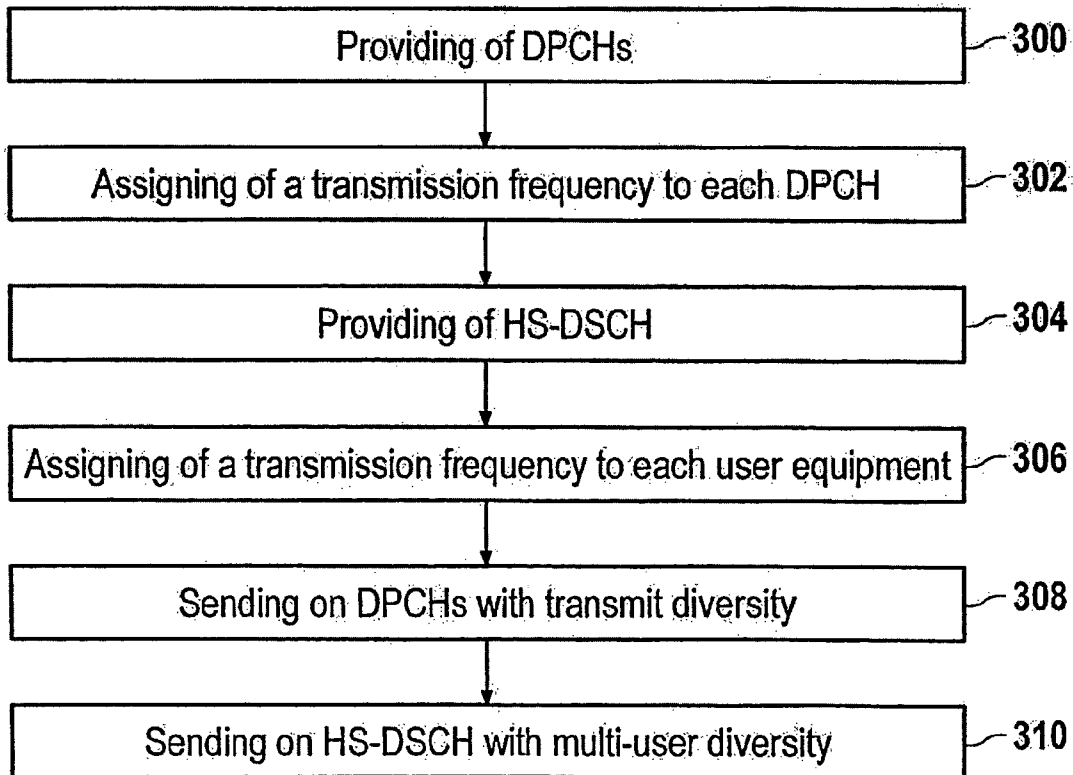 Providing of DPCHs 300
Assigning of a transmission frequency to each DPCH 302
Providing of HS-DSCH 304
Assigning of a transmission frequency to each user equipment 306
Sending on DPCHs with transmit diversity 308
Sending on HS-DSCH with multi-user diversity 310